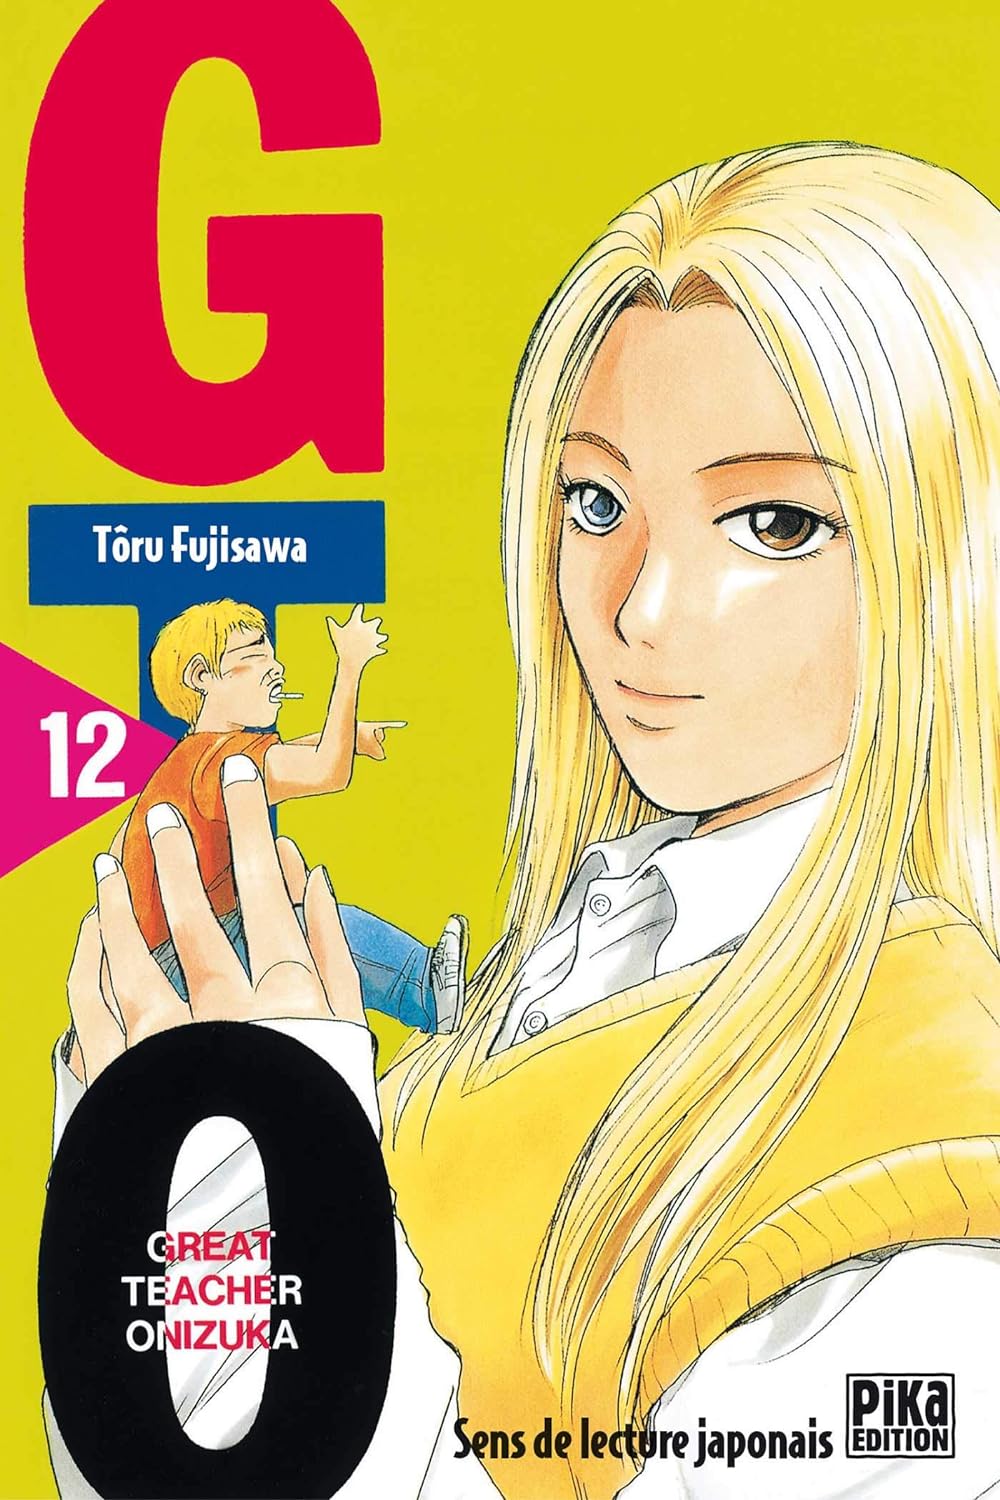 G
T
Tôru Fujisawa
12
O
GREAT
TEACHER
ONIZUKA
Sens de lecture japonais
PIKA
EDITION